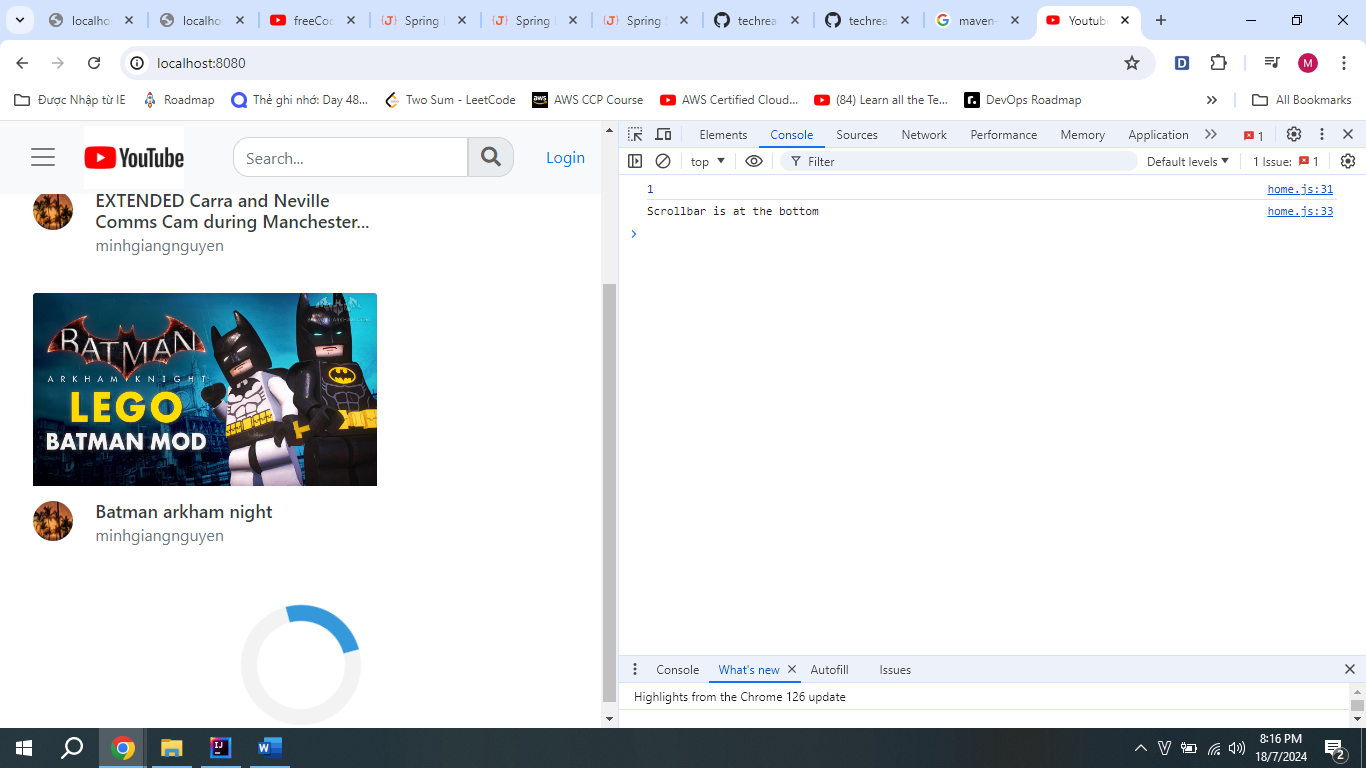 localho
localho
freeCo
Spring
Spring
Spring
techrea
techrea
maven-
Youtub
localhost:8080
M
Được Nhập từ IE
Roadmap
Thẻ ghi nhớ: Day 48...
Two Sum - LeetCode
AWS CCP Course
AWS Certified Cloud...
(84) Learn all the Te...
DevOps Roadmap
»
All Bookmarks
YouTube
Search...
Login
EXTENDED Carra and Neville
Comms Cam during Manchester...
minhgiangnguyen
BATMAN
ARKHAM KNIGHT
LEGO
BATMAN MOD
Batman arkham night
minhgiangnguyen
Elements
Console
Sources
Network
Performance
Memory
Application
1
top
Filter
Default levels
1 Issue: 1
1 home.js:31
Scrollbar is at the bottom home.js:33
Console
What's new
Autofill
Issues
Highlights from the Chrome 126 update
8:16 PM
18/7/2024
2